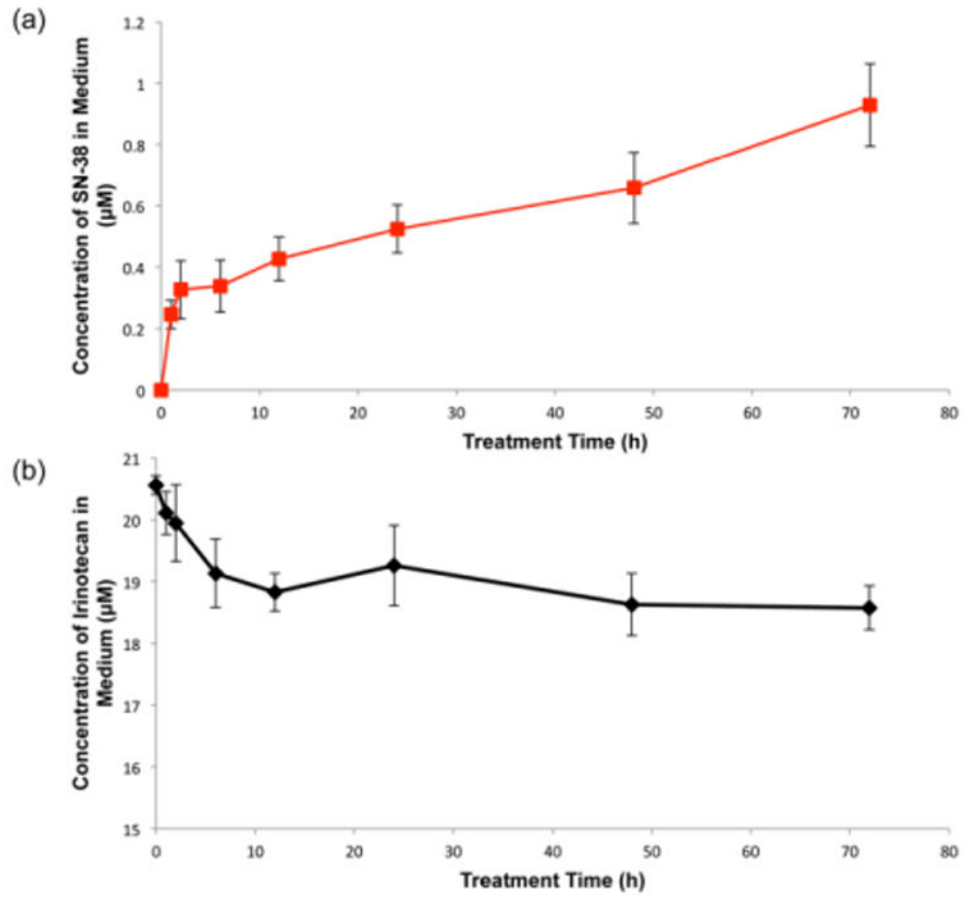 (a)
Concentration of SN-38 in Medium
(µM)
1.2
1
0.8
0.6
0.4
0.2
0
0 10 20 30 40 50 60 70 80
Treatment Time (h)
(b)
Concentration of Irinotecan in
Medium (µM)
21
20
19
18
17
16
15
0 10 20 30 40 50 60 70 80
Treatment Time (h)